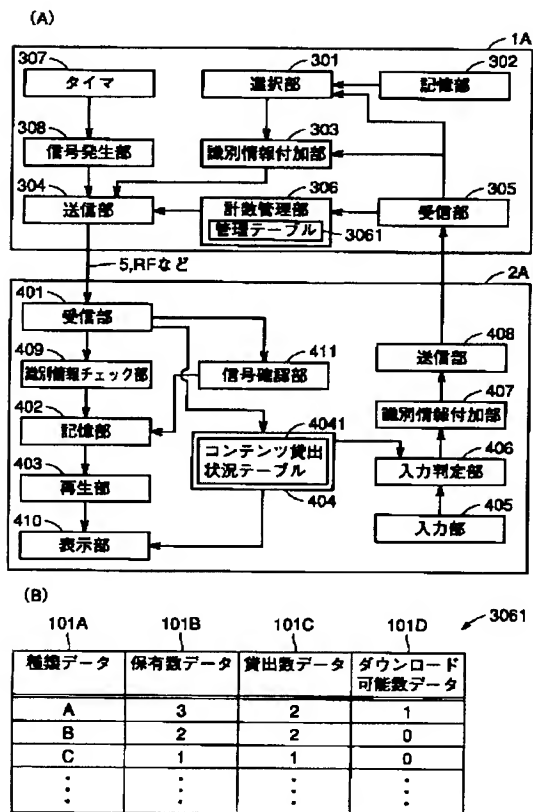 (A)
1A
307 301 302
タイマ 選択部 記憶部
308 303
信号発生部 識別情報付加部
304 306 305
送信部 計数管理部 受信部
管理テーブル 3061
5,RFなど
2A
401
受信部
408
送信部
409 411
識別情報チェック部 信号確認部
407
識別情報付加部
402
記憶部
4041
コンテンツ貸出
状況テーブル
404
406
入力判定部
403
再生部
405
入力部
410
表示部
(B)
3061
101A 101B 101C 101D
種類データ 保有数データ 貸出数データ ダウンロード
可能数データ
A 3 2 1
B 2 2 0
C 1 1 0